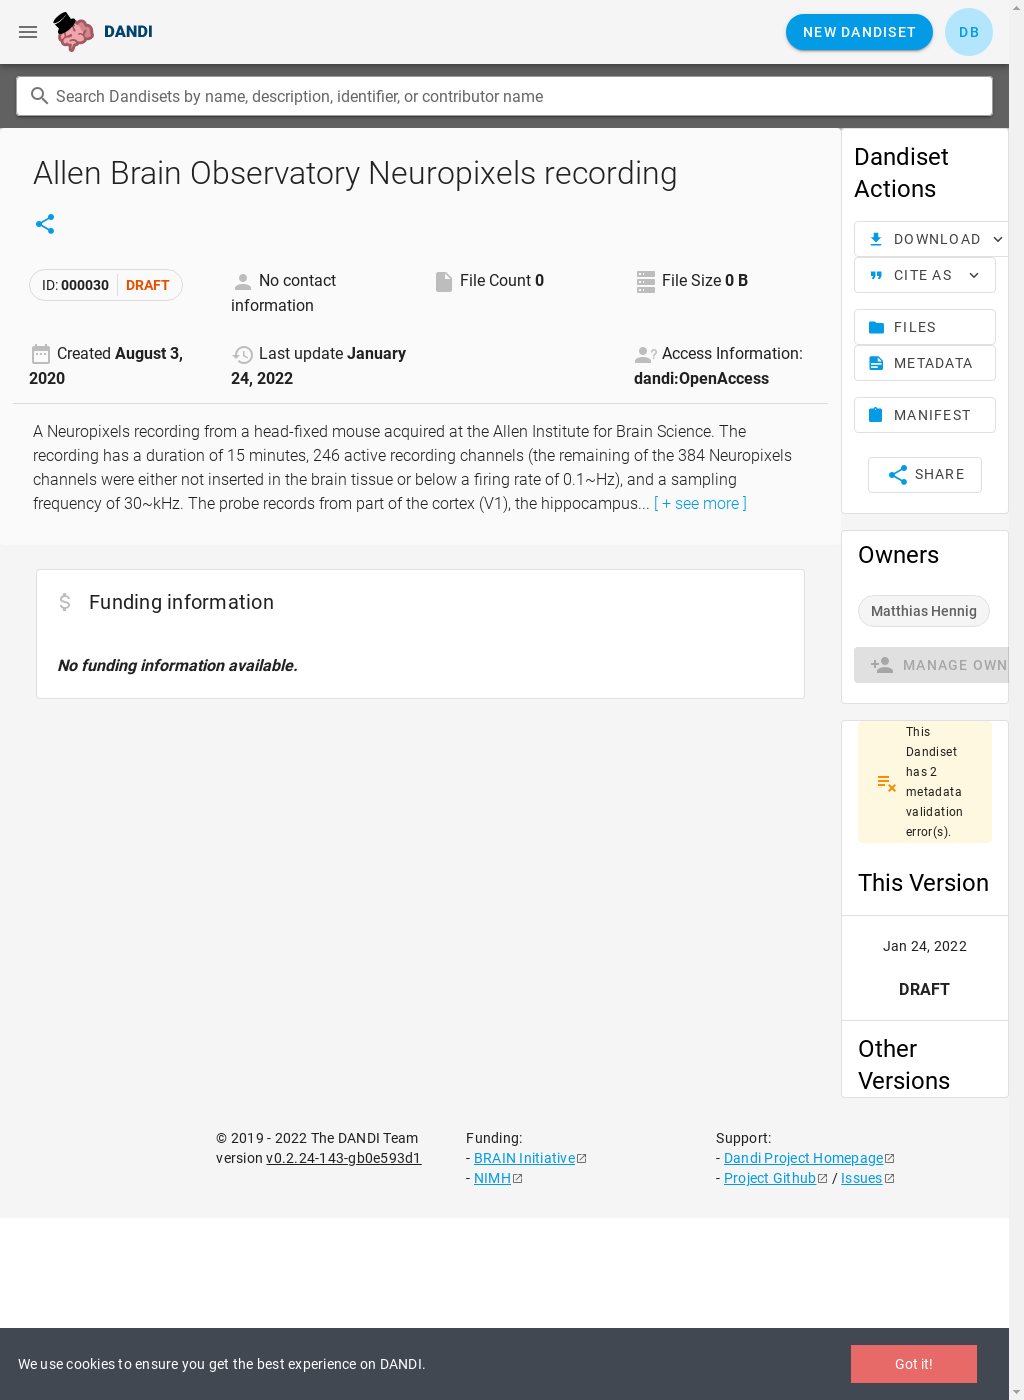 DANDI
NEW DANDISET
DB
Search Dandisets by name, description, identifier, or contributor name
Allen Brain Observatory Neuropixels recording
ID: 000030 DRAFT
No contact
information
File Count 0
File Size 0 B
Created August 3,
2020
Last update January
24, 2022
Access Information:
dandi:OpenAccess
A Neuropixels recording from a head-fixed mouse acquired at the Allen Institute for Brain Science. The
recording has a duration of 15 minutes, 246 active recording channels (the remaining of the 384 Neuropixels
channels were either not inserted in the brain tissue or below a firing rate of 0.1~Hz), and a sampling
frequency of 30~kHz. The probe records from part of the cortex (V1), the hippocampus... [ + see more ]
Funding information
No funding information available.
Dandiset
Actions
DOWNLOAD
CITE AS
FILES
METADATA
MANIFEST
SHARE
Owners
Matthias Hennig
MANAGE OWN
This
Dandiset
has 2
metadata
validation
error(s).
This Version
Jan 24, 2022
DRAFT
Other
Versions
© 2019 - 2022 The DANDI Team
version v0.2.24-143-gb0e593d1
Funding:
- BRAIN Initiative
- NIMH
Support:
- Dandi Project Homepage
- Project Github / Issues
We use cookies to ensure you get the best experience on DANDI.
Got it!